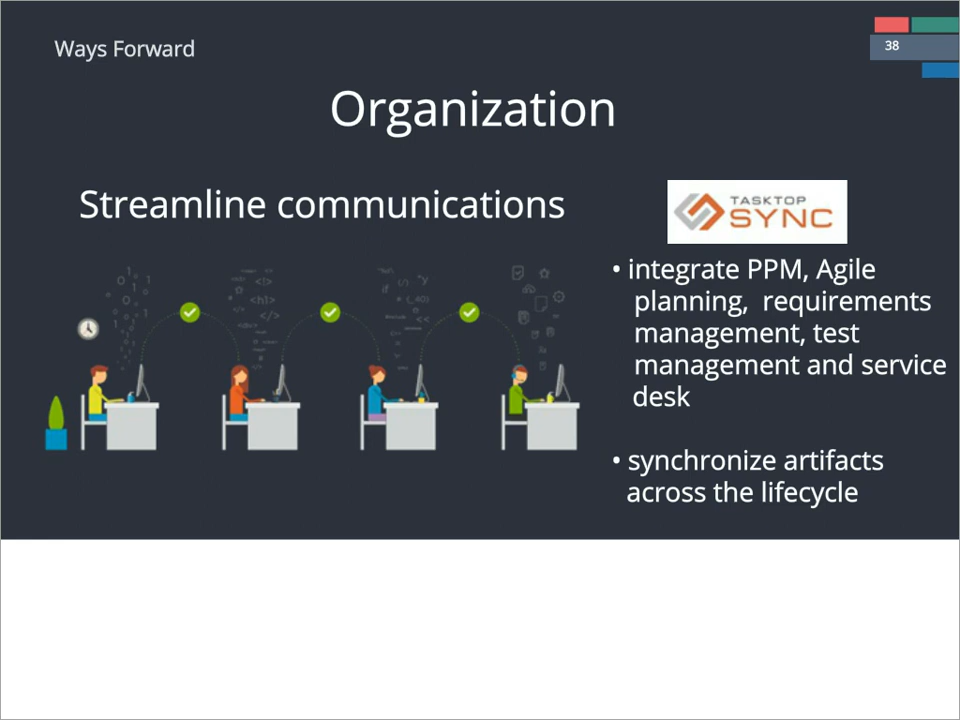 Ways Forward
38
Organization
Streamline communications
TASKTOP
SYNC
• integrate PPM, Agile
planning, requirements
management, test
management and service
desk
• synchronize artifacts
across the lifecycle